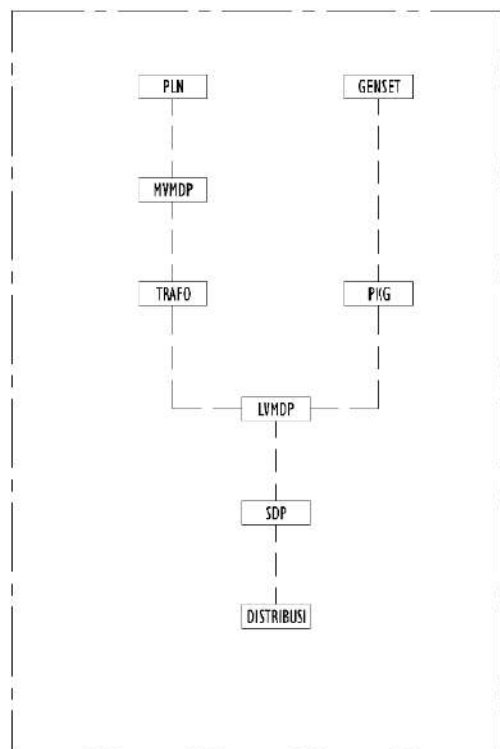 PLN
GENSET
MVMDP
TRAFO
PKG
LVMDP
SDP
DISTRIBUSI